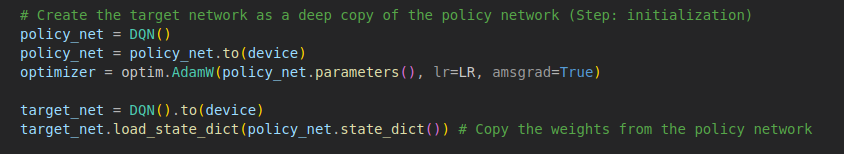 # Create the target network as a deep copy of the policy network (Step: initialization)
policy_net = DQN()
policy_net = policy_net.to(device)
optimizer = optim.AdamW(policy_net.parameters(), lr=LR, amsgrad=True)
target_net = DQN().to(device)
target_net.load_state_dict(policy_net.state_dict()) # Copy the weights from the policy network